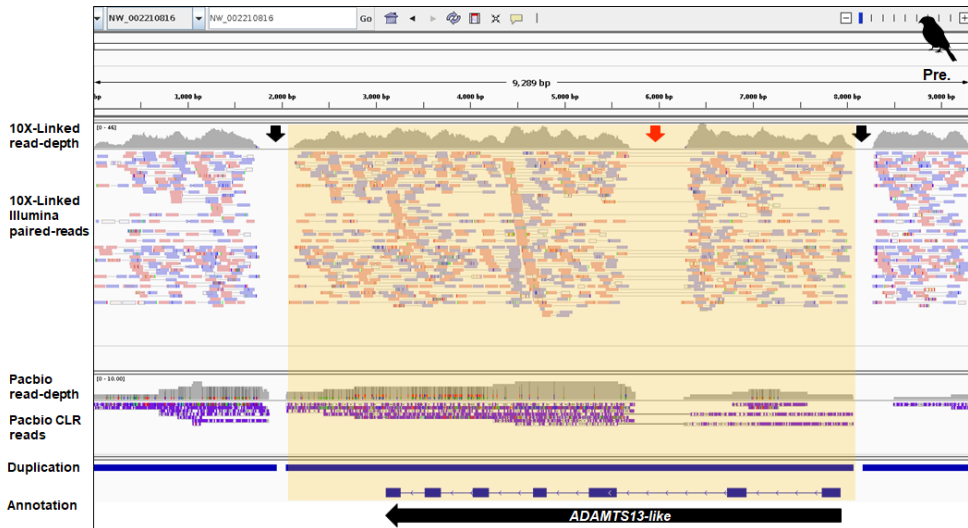 NW_002210816 NW_002210816 Go
Pre.
9,289 bp
bp 1,000 bp 2,000 bp 3,000 bp 4,000 bp 5,000 bp 6,000 bp 7,000 bp 8,000 bp 9,000 bp
10X-Linked
read-depth
[0 - 46]
10X-Linked
Illumina
paired-reads
Pacbio
read-depth
[0 - 10.00]
Pacbio CLR
reads
Duplication
Annotation
ADAMTS13-like